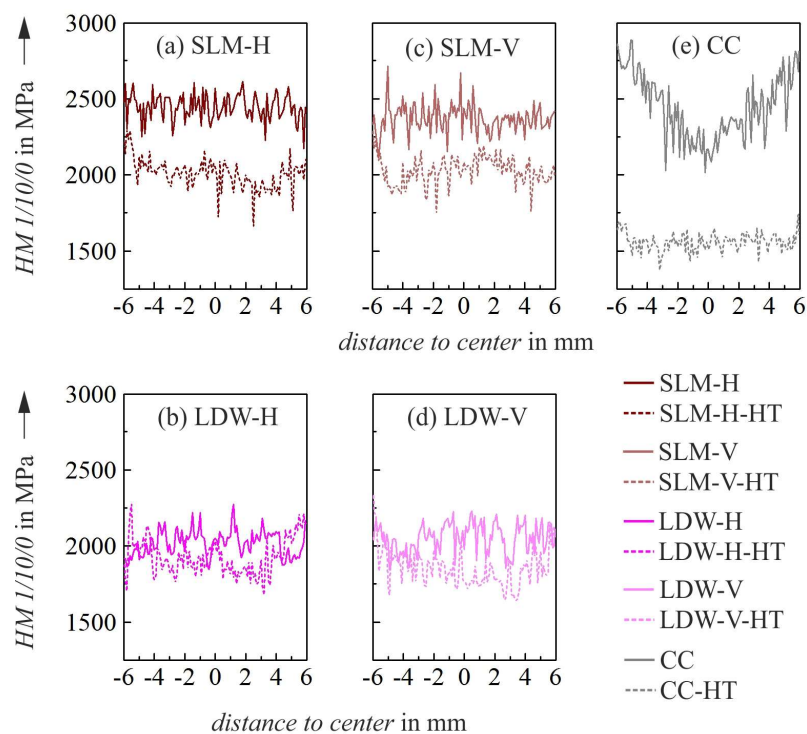 3000
2500
2000
1500
HM 1/10/0 in MPa
(a) SLM-H
(c) SLM-V
(e) CC
-6 -4 -2 0 2 4 6
-6 -4 -2 0 2 4 6
-6 -4 -2 0 2 4 6
distance to center in mm
3000
2500
2000
1500
HM 1/10/0 in MPa
(b) LDW-H
(d) LDW-V
-6 -4 -2 0 2 4 6
-6 -4 -2 0 2 4 6
distance to center in mm
SLM-H
SLM-H-HT
SLM-V
SLM-V-HT
LDW-H
LDW-H-HT
LDW-V
LDW-V-HT
CC
CC-HT